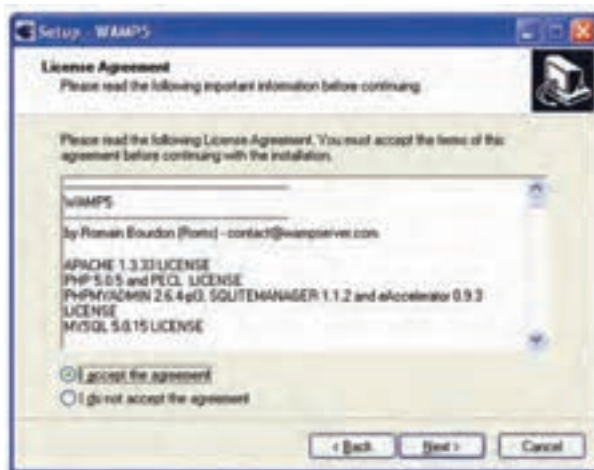 Setup - WAMP5
License Agreement
Please read the following important information before continuing.
Please read the following License Agreement. You must accept the terms of this
agreement before continuing with the installation.
WAMP5
by Romain Bourdon (Roms) - contact@wampserver.com
APACHE 1.3.33 LICENSE
PHP 5.0.5 and PECL LICENSE
PHPMYADMIN 2.6.4-pl3, SQLITEMANAGER 1.1.2 and eAccelerator 0.9.3
LICENSE
MYSQL 5.0.15 LICENSE
I accept the agreement
I do not accept the agreement
< Back
Next >
Cancel